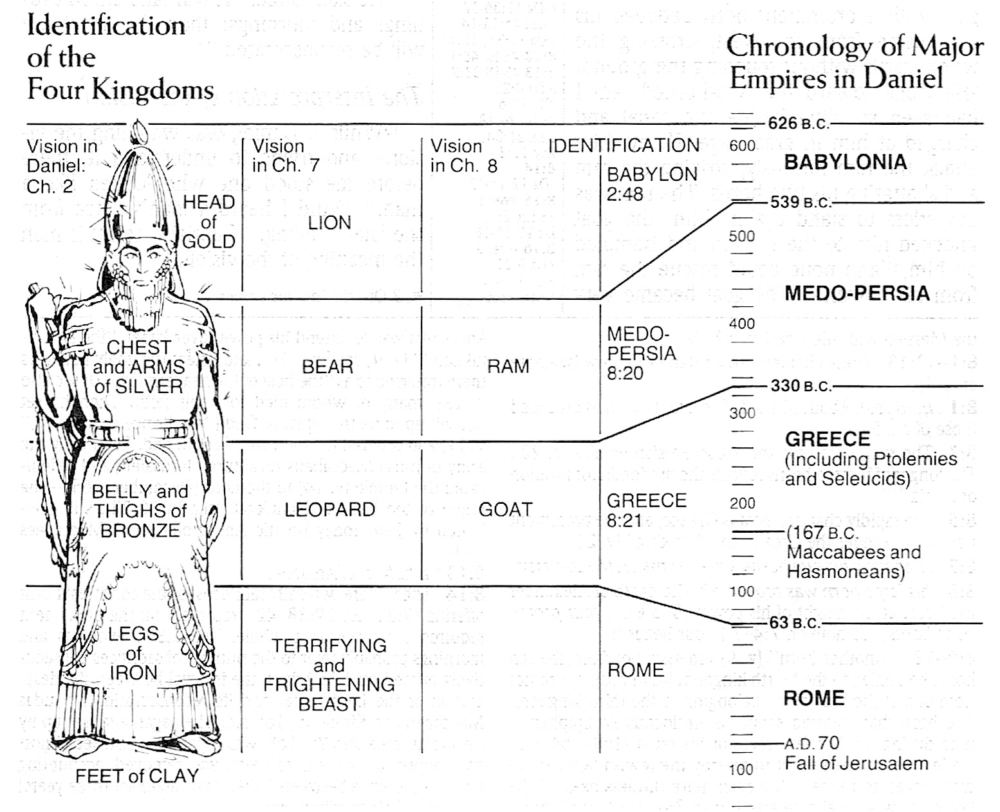 Identification
of the
Four Kingdoms
Chronology of Major
Empires in Daniel
Vision in
Daniel:
Ch. 2
Vision
in Ch. 7
Vision
in Ch. 8
IDENTIFICATION
HEAD
of
GOLD
LION
BABYLON
2:48
CHEST
and ARMS
of SILVER
BEAR
RAM
MEDO-
PERSIA
8:20
BELLY and
THIGHS of
BRONZE
LEOPARD
GOAT
GREECE
8:21
LEGS
of
IRON
TERRIFYING
and
FRIGHTENING
BEAST
ROME
FEET of CLAY
626 B.C.
600
BABYLONIA
539 B.C.
500
MEDO-PERSIA
400
330 B.C.
300
GREECE
(Including Ptolemies
and Seleucids)
200
(167 B.C.
Maccabees and
Hasmoneans)
100
63 B.C.
ROME
A.D. 70
Fall of Jerusalem
100